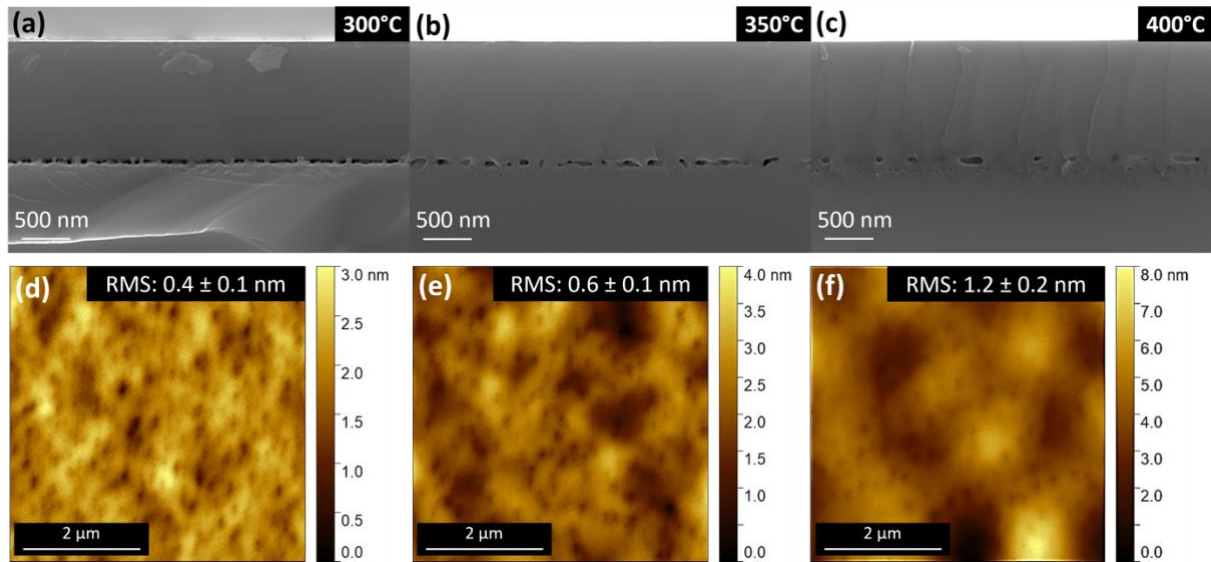 (a)
300°C
500 nm
(b)
350°C
500 nm
(c)
400°C
500 nm
(d)
RMS: 0.4 ± 0.1 nm
2 µm
3.0 nm
2.5
2.0
1.5
1.0
0.5
0.0
(e)
RMS: 0.6 ± 0.1 nm
2 µm
4.0 nm
3.5
3.0
2.5
2.0
1.5
1.0
0.0
(f)
RMS: 1.2 ± 0.2 nm
2 µm
8.0 nm
7.0
6.0
5.0
4.0
3.0
2.0
0.0